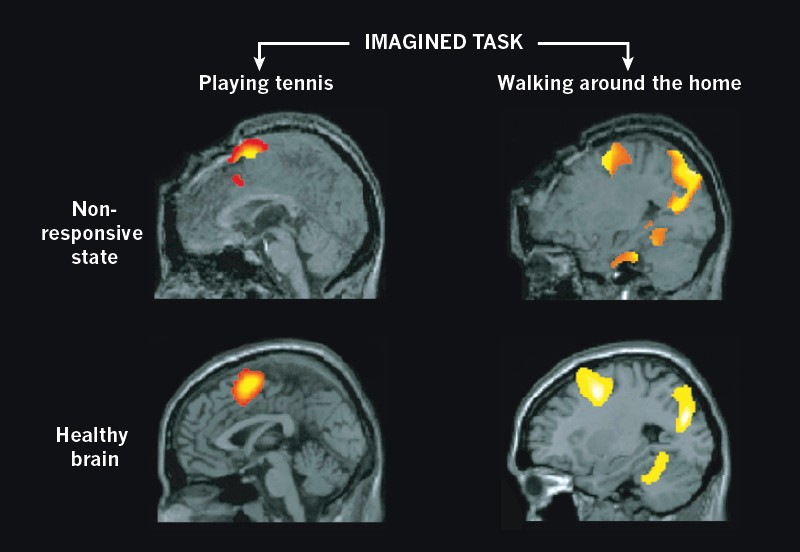 IMAGINED TASK
Playing tennis
Walking around the home
Non-
responsive
state
Healthy
brain